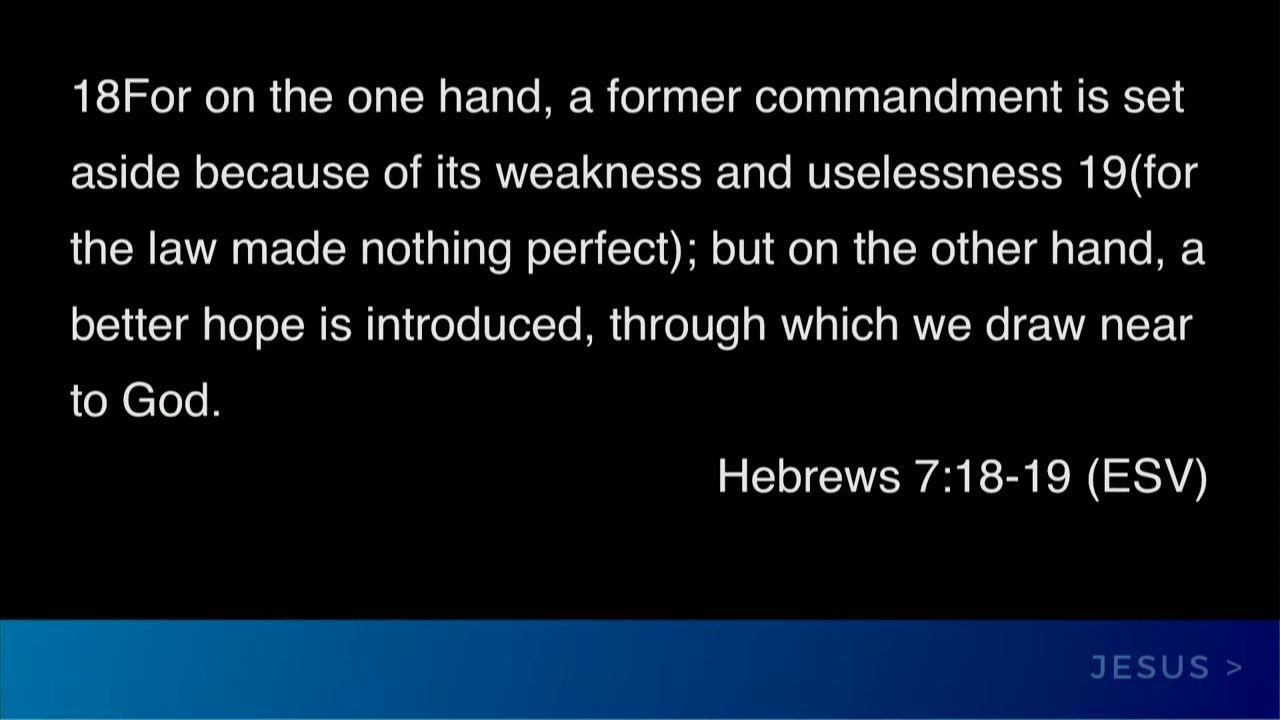 18For on the one hand, a former commandment is set
aside because of its weakness and uselessness 19(for
the law made nothing perfect); but on the other hand, a
better hope is introduced, through which we draw near
to God.
Hebrews 7:18-19 (ESV)
JESUS >